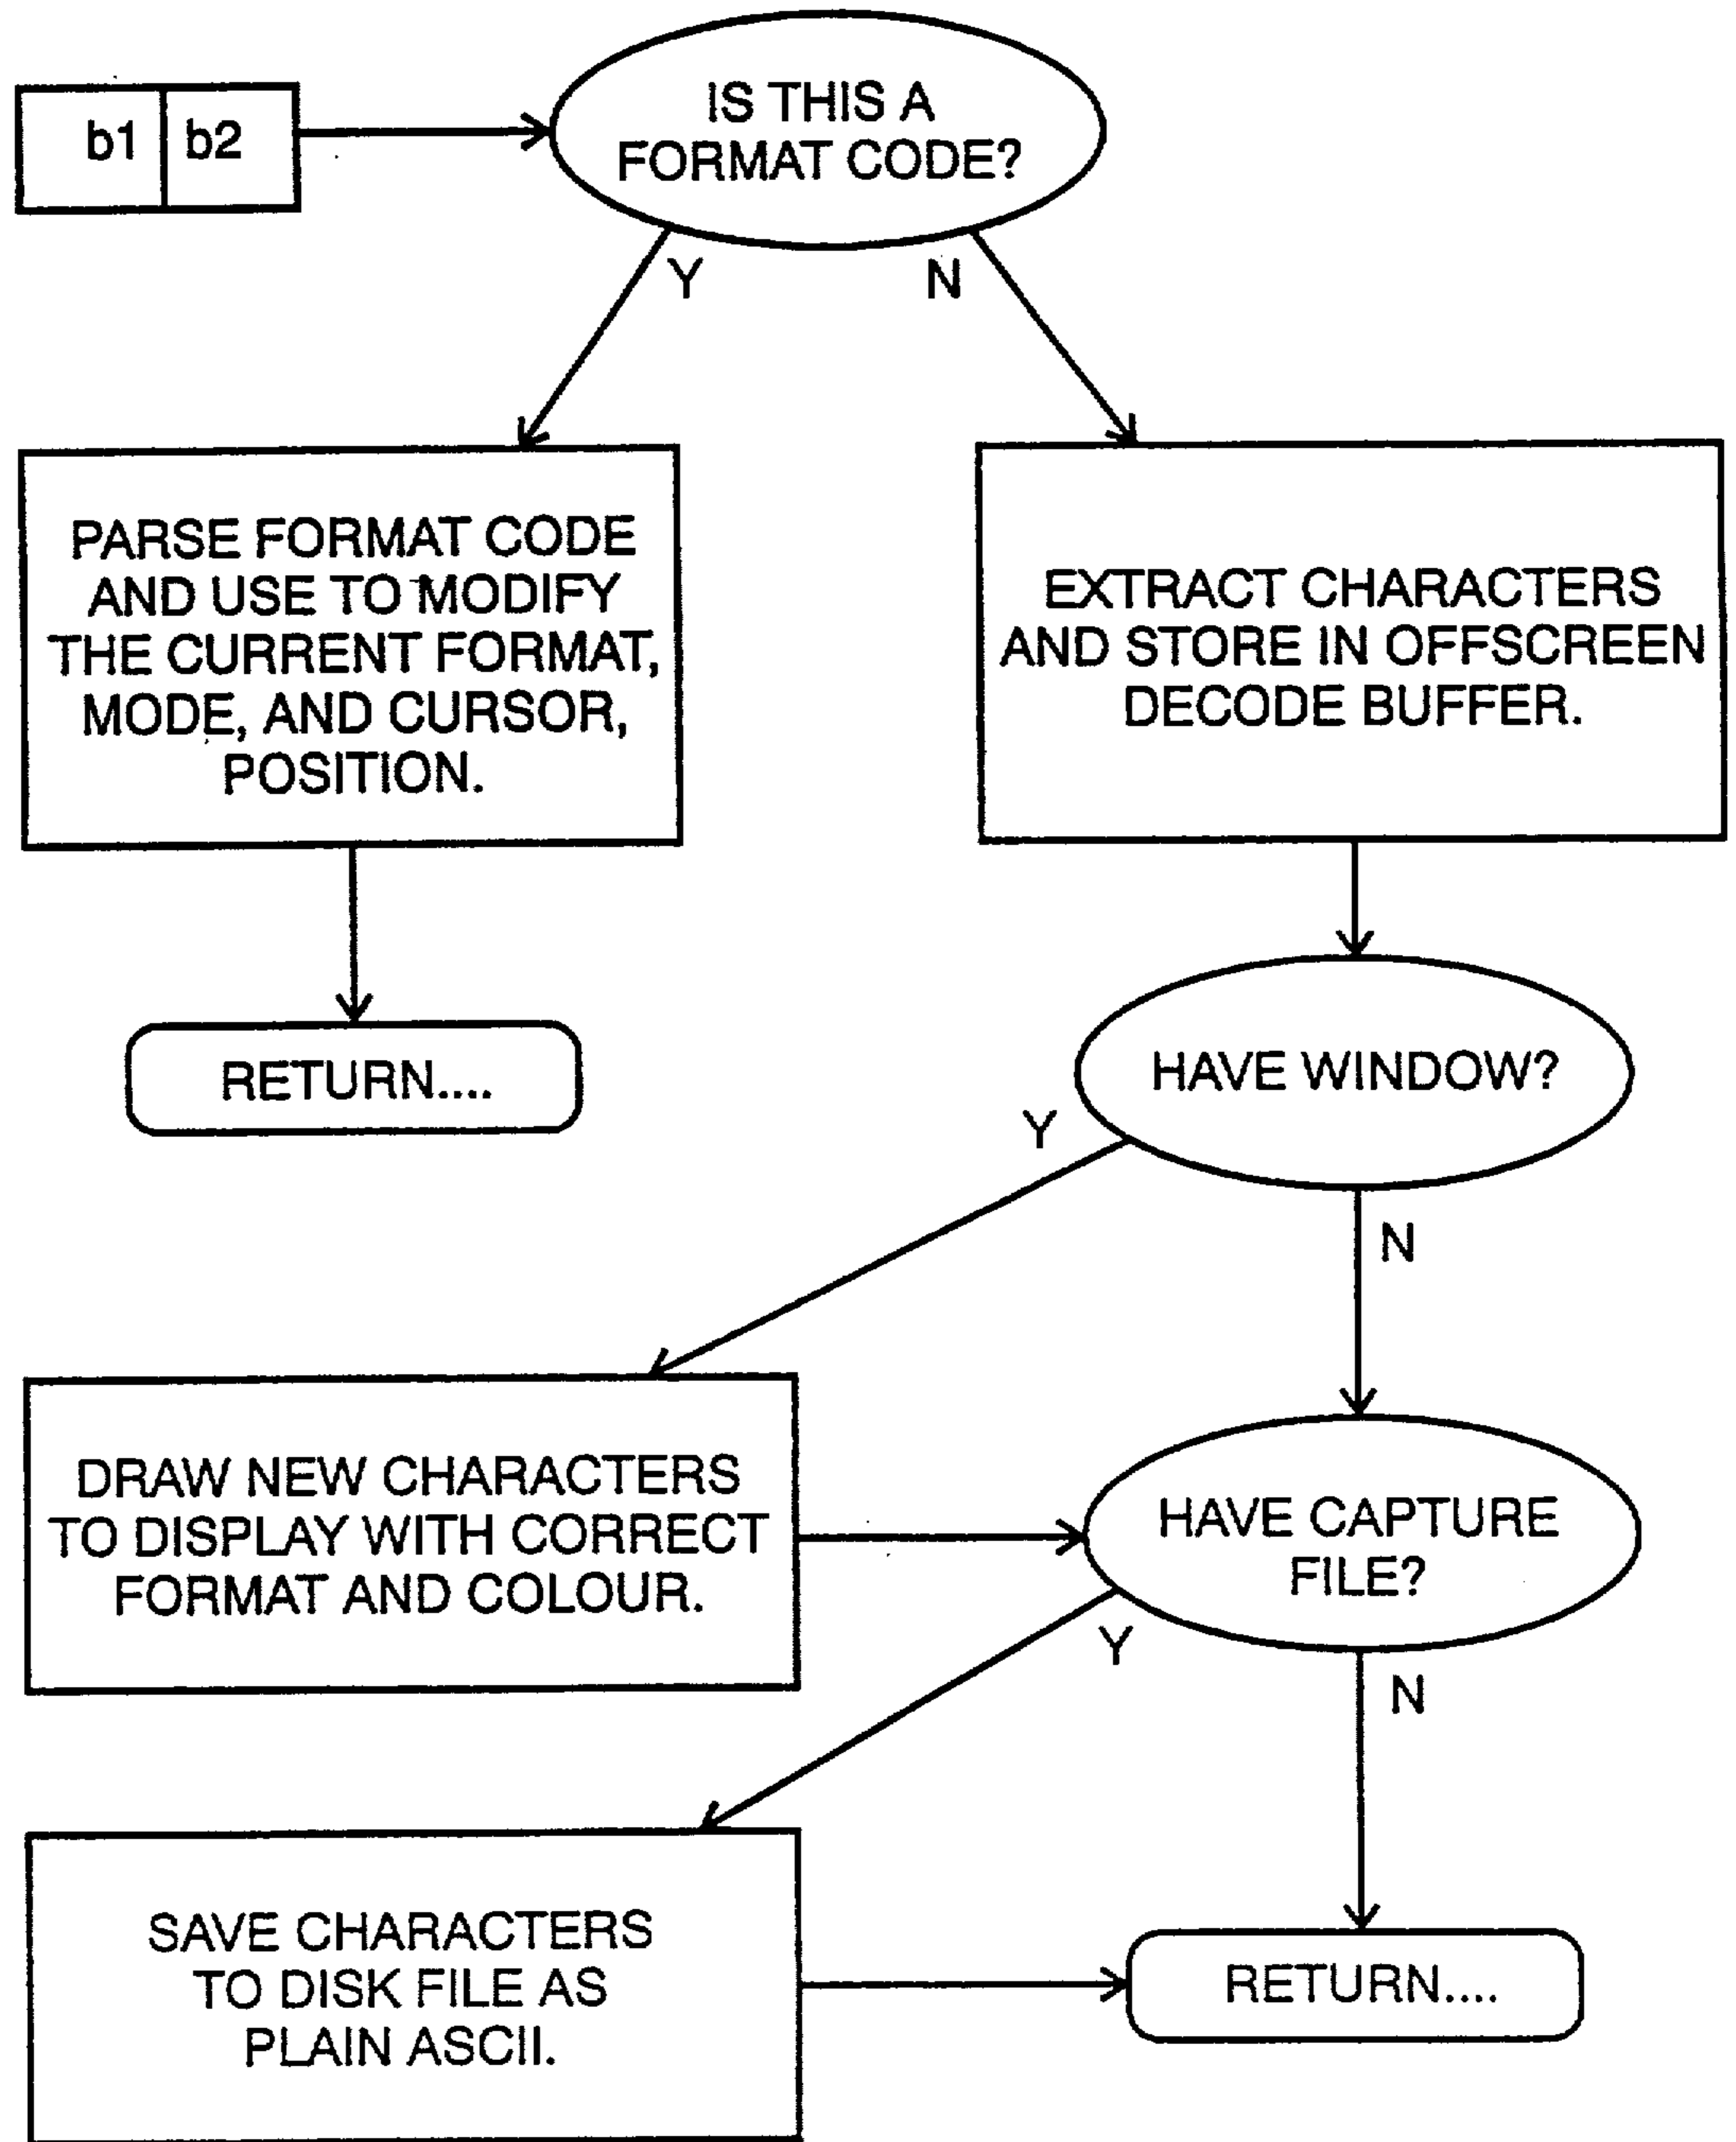 b1 b2
IS THIS A
FORMAT CODE?
Y
N
PARSE FORMAT CODE
AND USE TO MODIFY
THE CURRENT FORMAT,
MODE, AND CURSOR,
POSITION.
EXTRACT CHARACTERS
AND STORE IN OFFSCREEN
DECODE BUFFER.
RETURN....
HAVE WINDOW?
Y
N
DRAW NEW CHARACTERS
TO DISPLAY WITH CORRECT
FORMAT AND COLOUR.
HAVE CAPTURE
FILE?
Y
N
SAVE CHARACTERS
TO DISK FILE AS
PLAIN ASCII.
RETURN....